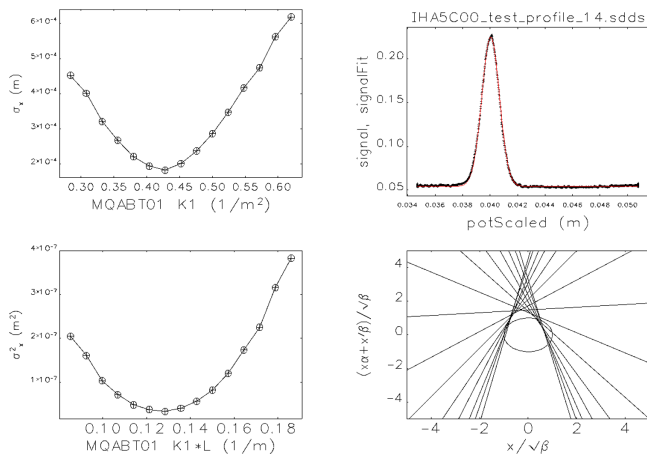 6×10⁻⁴
5×10⁻⁴
4×10⁻⁴
3×10⁻⁴
2×10⁻⁴
σₓ (m)
0.30 0.35 0.40 0.45 0.50 0.55 0.60
MQABT01 K1 (1/m²)
IHA5C00_test_profile_14.sdds
0.20
0.15
0.10
0.05
signal, signalFit
0.034 0.036 0.038 0.040 0.042 0.044 0.046 0.048 0.050
potScaled (m)
4×10⁻⁷
3×10⁻⁷
2×10⁻⁷
1×10⁻⁷
σ²ₓ (m²)
0.10 0.12 0.14 0.16 0.18
MQABT01 K1*L (1/m)
4
2
0
−2
−4
(xα+x'β)/√β
−4 −2 0 2 4
x/√β